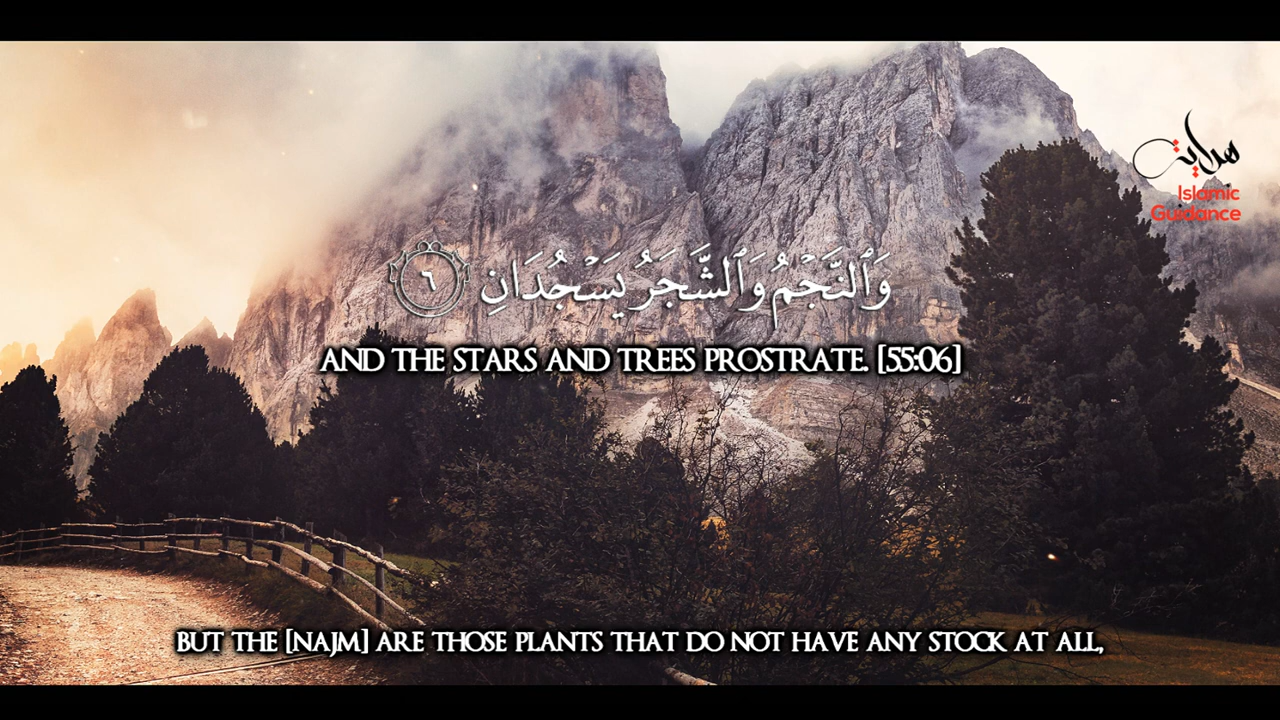 هداية
Islamic
Guidance
وَٱلنَّجْمُ وَٱلشَّجَرُ يَسْجُدَانِ ٦
AND THE STARS AND TREES PROSTRATE. [55:06]
BUT THE [NAJM] ARE THOSE PLANTS THAT DO NOT HAVE ANY STOCK AT ALL,